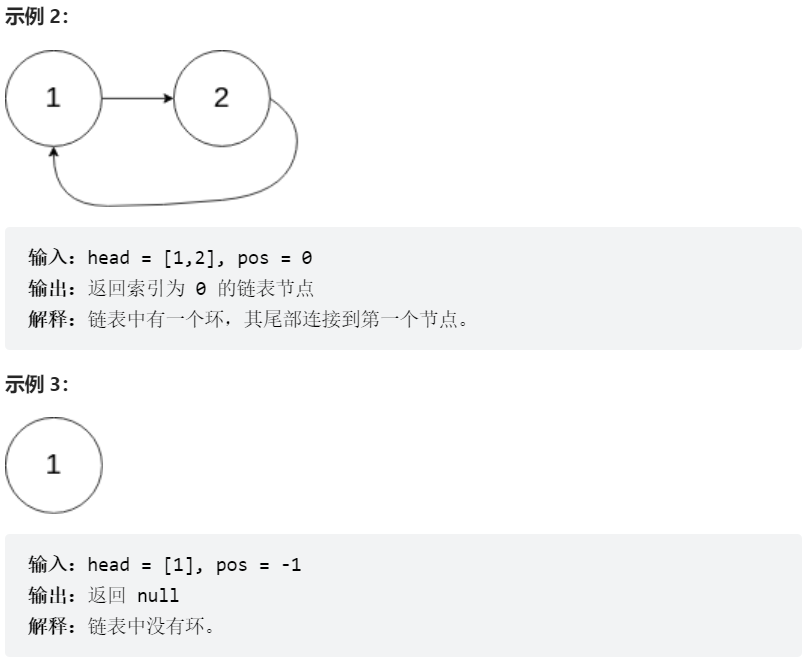 示例 2：
1
2
输入：head = [1,2], pos = 0
输出：返回索引为 0 的链表节点
解释：链表中有一个环，其尾部连接到第一个节点。
示例 3：
1
输入：head = [1], pos = -1
输出：返回 null
解释：链表中没有环。